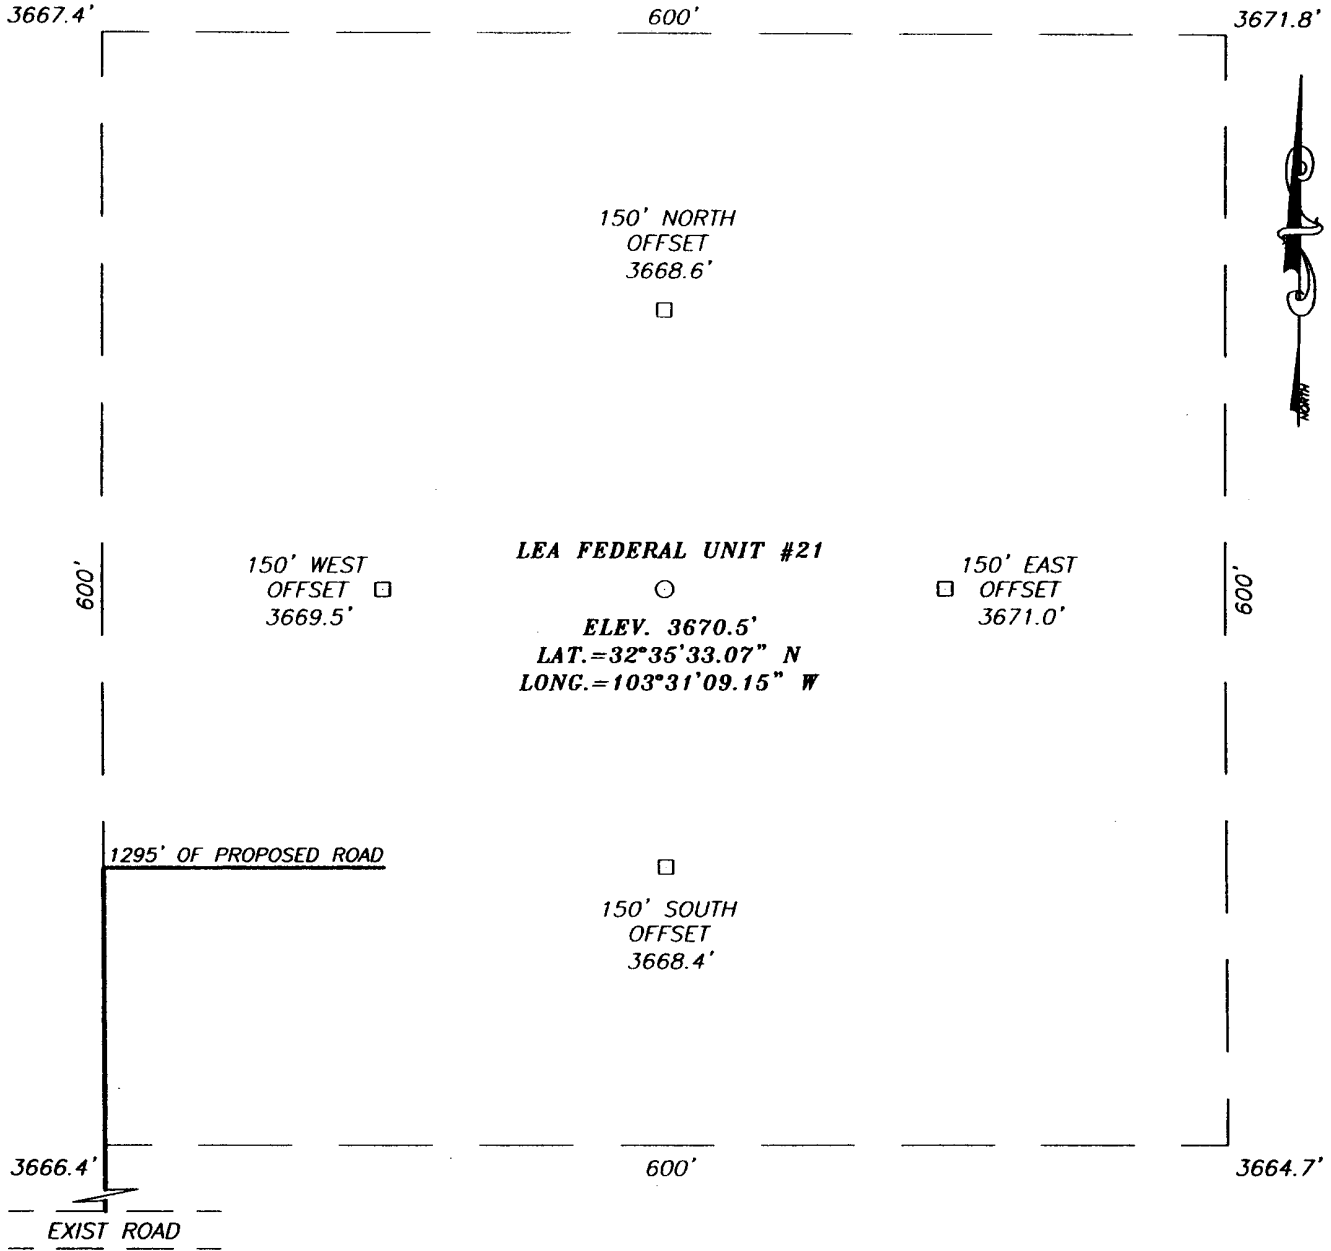 3667.4'
600'
3671.8'
NORTH
150' NORTH
OFFSET
3668.6'
600'
150' WEST
OFFSET
3669.5'
LEA FEDERAL UNIT #21
ELEV. 3670.5'
LAT.=32°35'33.07" N
LONG.=103°31'09.15" W
150' EAST
OFFSET
3671.0'
600'
1295' OF PROPOSED ROAD
150' SOUTH
OFFSET
3668.4'
3666.4'
600'
3664.7'
EXIST ROAD